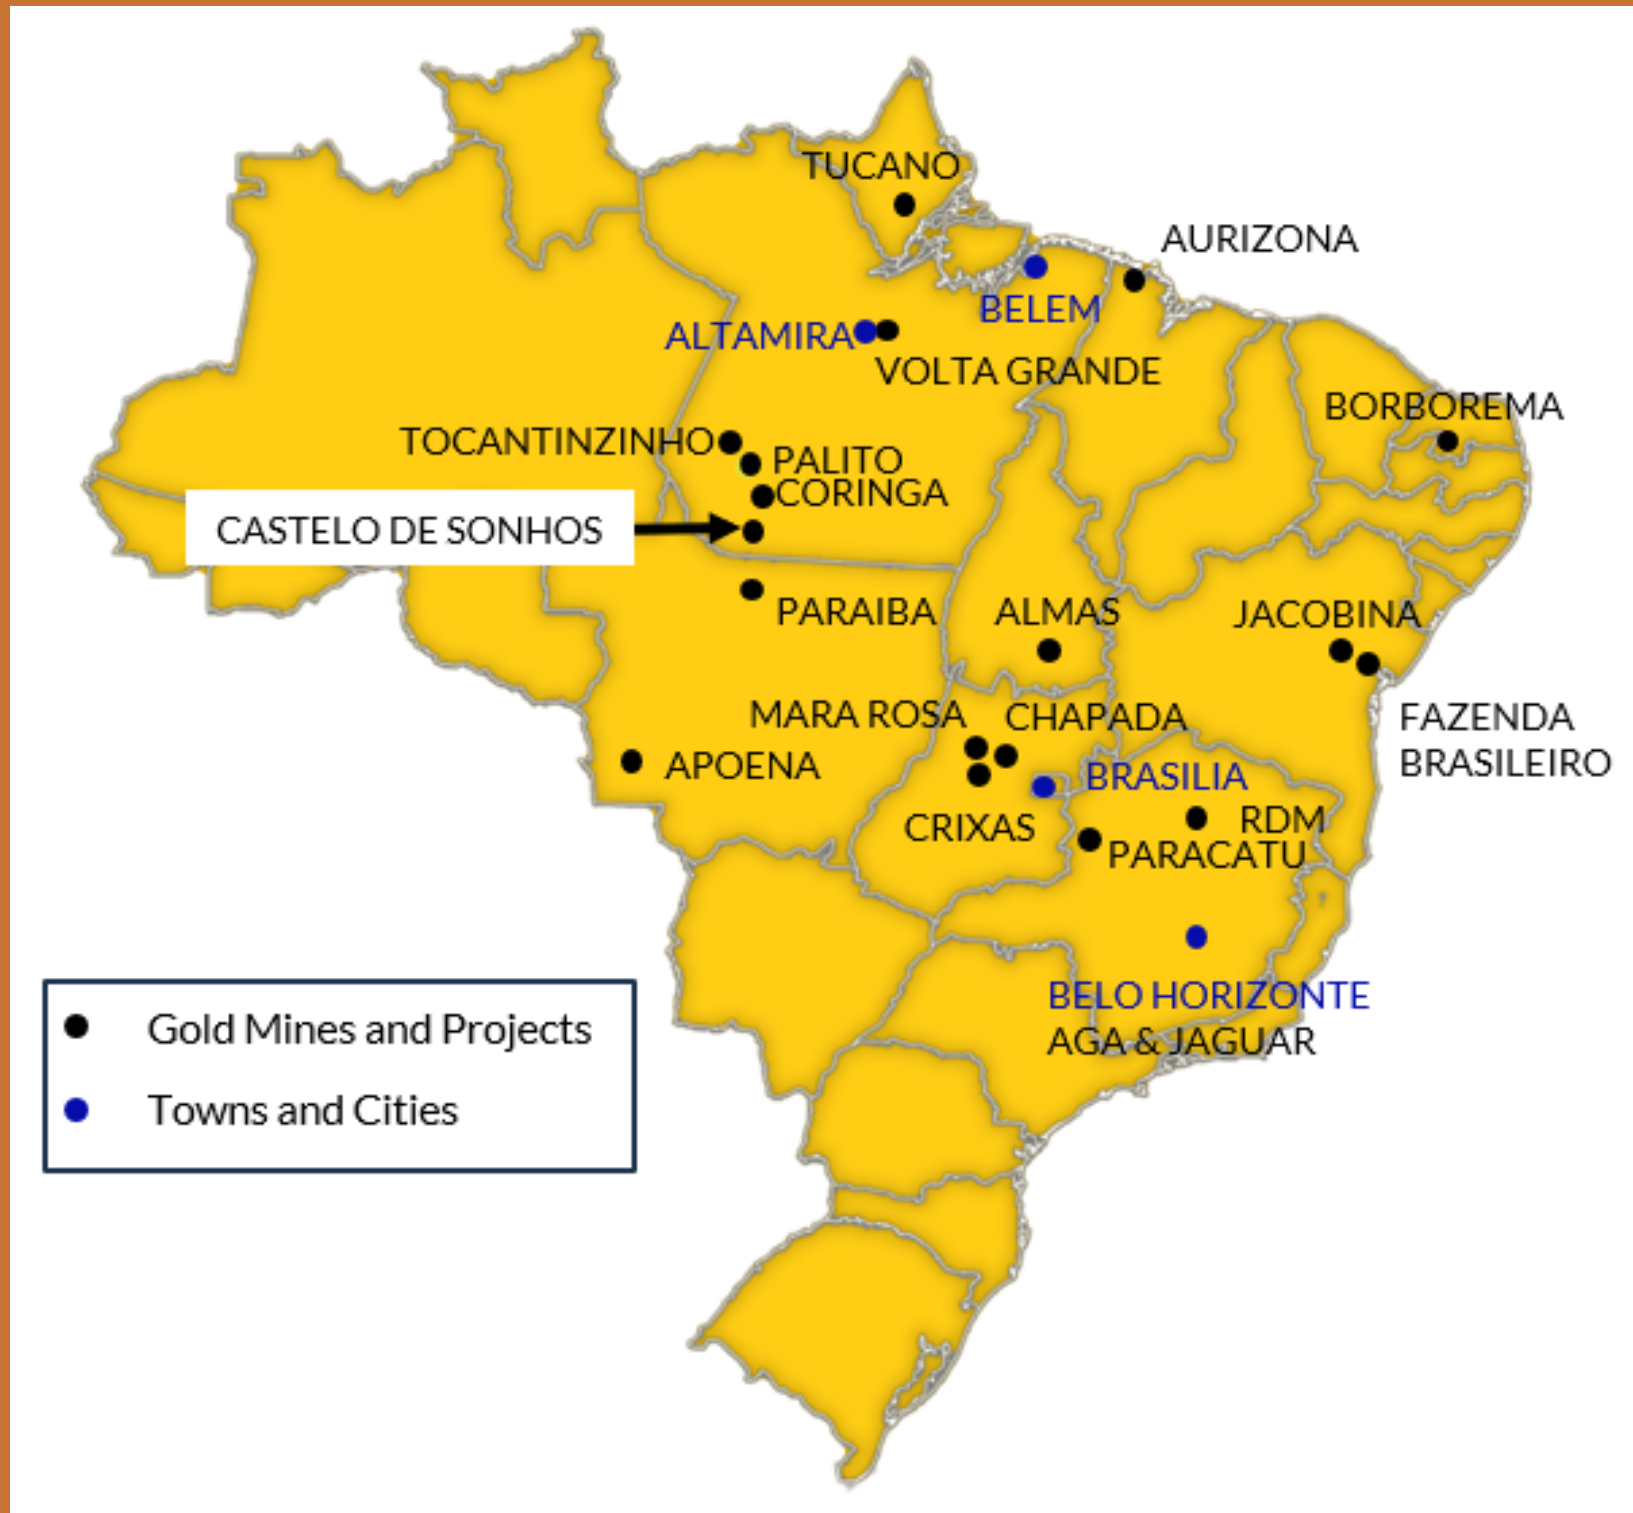 TUCANO
AURIZONA
BELEM
ALTAMIRA
VOLTA GRANDE
BORBOREMA
TOCANTINZINHO
PALITO
CORINGA
CASTELO DE SONHOS
PARAIBA
ALMAS
JACOBINA
MARA ROSA
CHAPADA
FAZENDA
BRASILEIRO
APOENA
BRASILIA
CRIXAS
RDM
PARACATU
BELO HORIZONTE
AGA & JAGUAR
Gold Mines and Projects
Towns and Cities